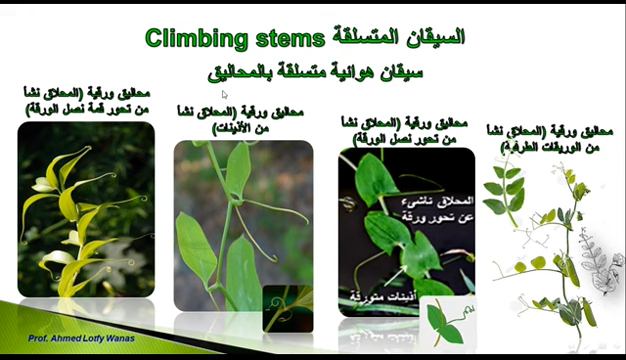 السيقان المتسلقة Climbing stems
سيقان هوائية متسلقة بالمحاليق
محاليق ورقية (المحلاق نشأ
من الوريقات الطرفية)
محاليق ورقية (المحلاق نشأ
من تحور نصل الورقة)
محاليق ورقية (المحلاق نشأ
من الأذينات)
محاليق ورقية (المحلاق نشأ
من تحور قمة نصل الورقة)
المحلاق ناشىء
عن تحور ورقة
أذينات متورقة
Prof. Ahmed Lotfy Wanas